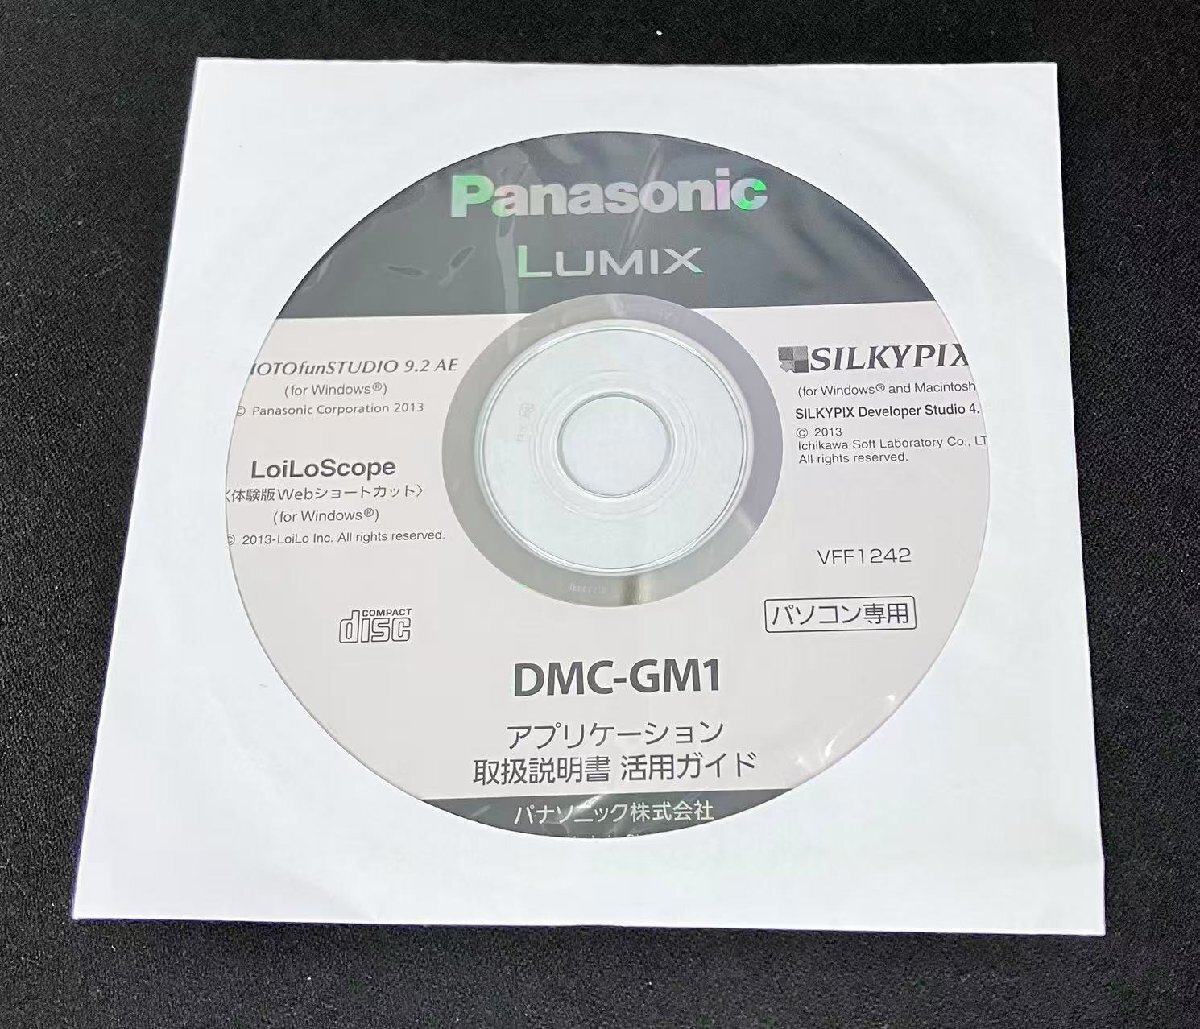 Panasonic
LUMIX
OTOfunSTUDIO 9.2 AE
(for Windows®)
© Panasonic Corporation 2013
LoiLoScope
〈体験版Webショートカット〉
(for Windows®)
© 2013-LoiLo Inc. All rights reserved.
COMPACT
disc
SILKYPIX
(for Windows® and Macintosh
SILKYPIX Developer Studio 4.
© 2013
Ichikawa Soft Laboratory Co., LT
All rights reserved.
VFF1242
パソコン専用
DMC-GM1
アプリケーション
取扱説明書 活用ガイド
パナソニック株式会社